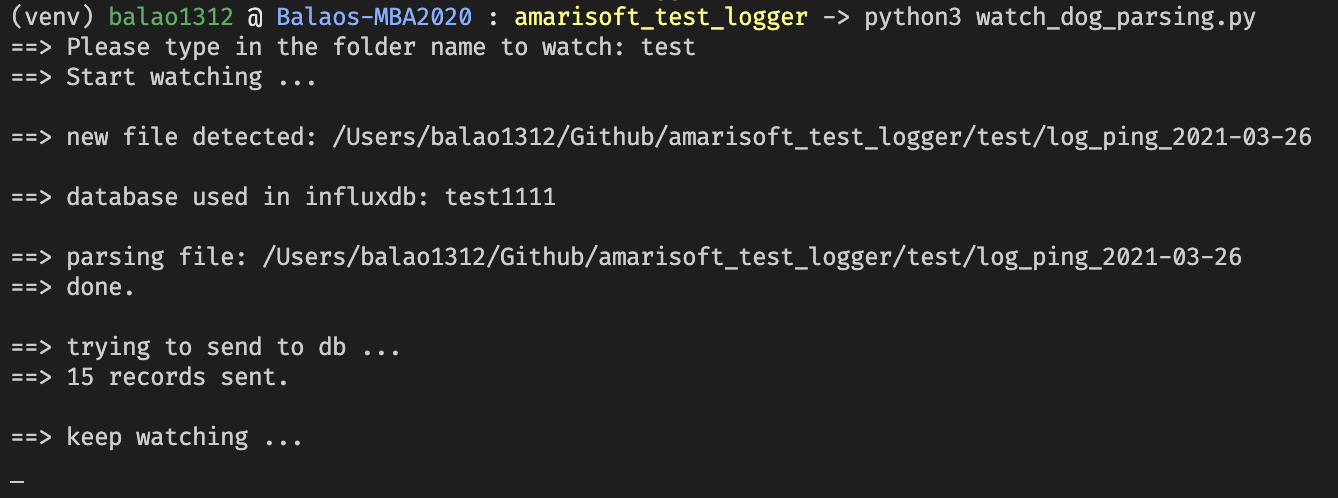 (venv) balao1312 @ Balaos-MBA2020 : amarisoft_test_logger -> python3 watch_dog_parsing.py
==> Please type in the folder name to watch: test
==> Start watching ...
==> new file detected: /Users/balao1312/Github/amarisoft_test_logger/test/log_ping_2021-03-26
==> database used in influxdb: test1111
==> parsing file: /Users/balao1312/Github/amarisoft_test_logger/test/log_ping_2021-03-26
==> done.
==> trying to send to db ...
==> 15 records sent.
==> keep watching ...